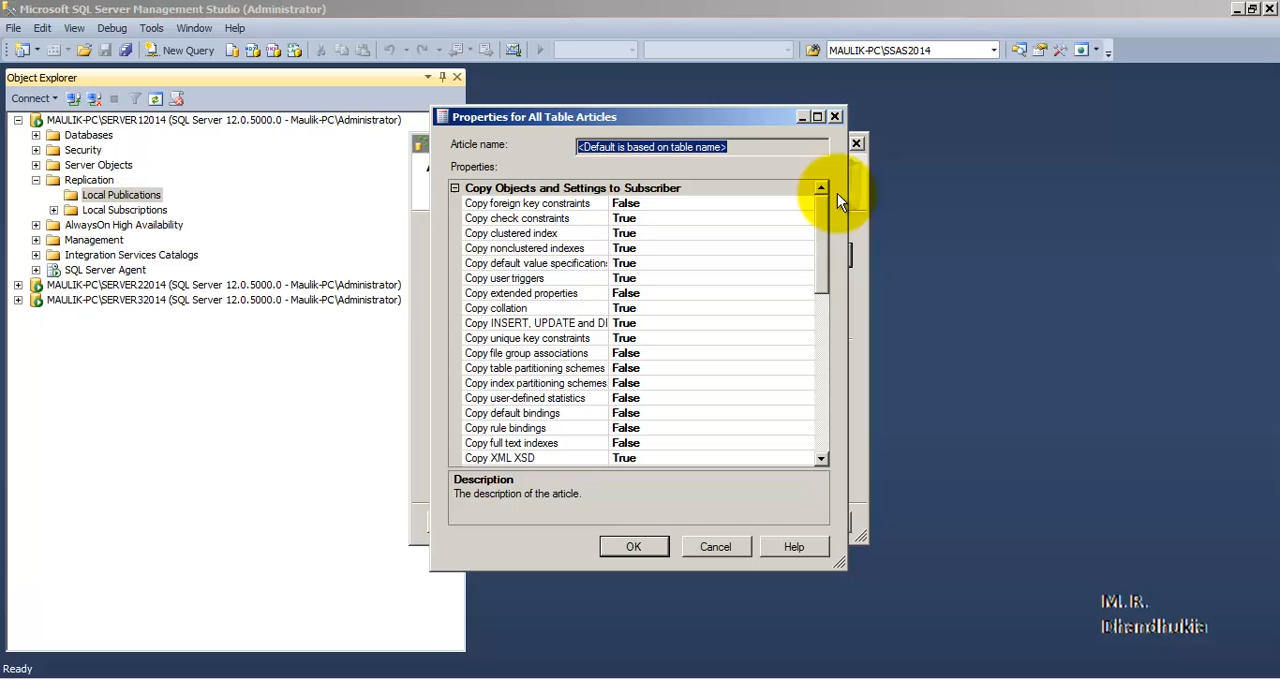 Microsoft SQL Server Management Studio (Administrator)
File Edit View Debug Tools Window Help
New Query
MAULIK-PC\SSAS2014
Object Explorer
Connect
MAULIK-PC\SERVER12014 (SQL Server 12.0.5000.0 - Maulik-PC\Administrator)
Databases
Security
Server Objects
Replication
Local Publications
Local Subscriptions
AlwaysOn High Availability
Management
Integration Services Catalogs
SQL Server Agent
MAULIK-PC\SERVER22014 (SQL Server 12.0.5000.0 - Maulik-PC\Administrator)
MAULIK-PC\SERVER32014 (SQL Server 12.0.5000.0 - Maulik-PC\Administrator)
Properties for All Table Articles
Article name: <Default is based on table name>
Properties:
Copy Objects and Settings to Subscriber
Copy foreign key constraints False
Copy check constraints True
Copy clustered index True
Copy nonclustered indexes True
Copy default value specifications True
Copy user triggers True
Copy extended properties False
Copy collation True
Copy INSERT, UPDATE and DE True
Copy unique key constraints True
Copy file group associations False
Copy table partitioning schemes False
Copy index partitioning schemes False
Copy user-defined statistics False
Copy default bindings False
Copy rule bindings False
Copy full text indexes False
Copy XML XSD True
Description
The description of the article.
OK Cancel Help
M.R.
Dhandhukia
Ready